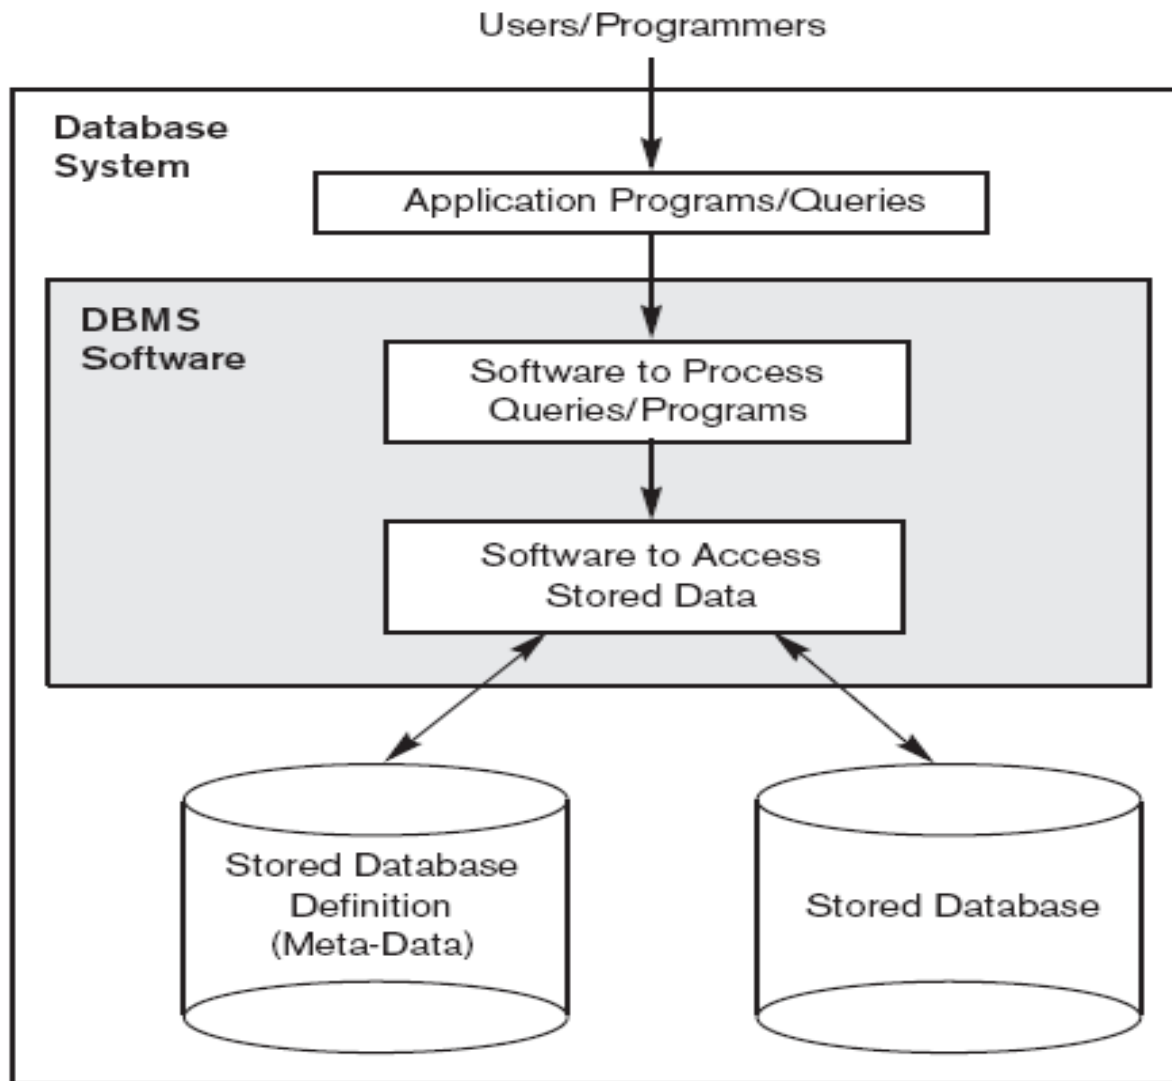 Users/Programmers
Database
System
Application Programs/Queries
DBMS
Software
Software to Process
Queries/Programs
Software to Access
Stored Data
Stored Database
Definition
(Meta-Data)
Stored Database